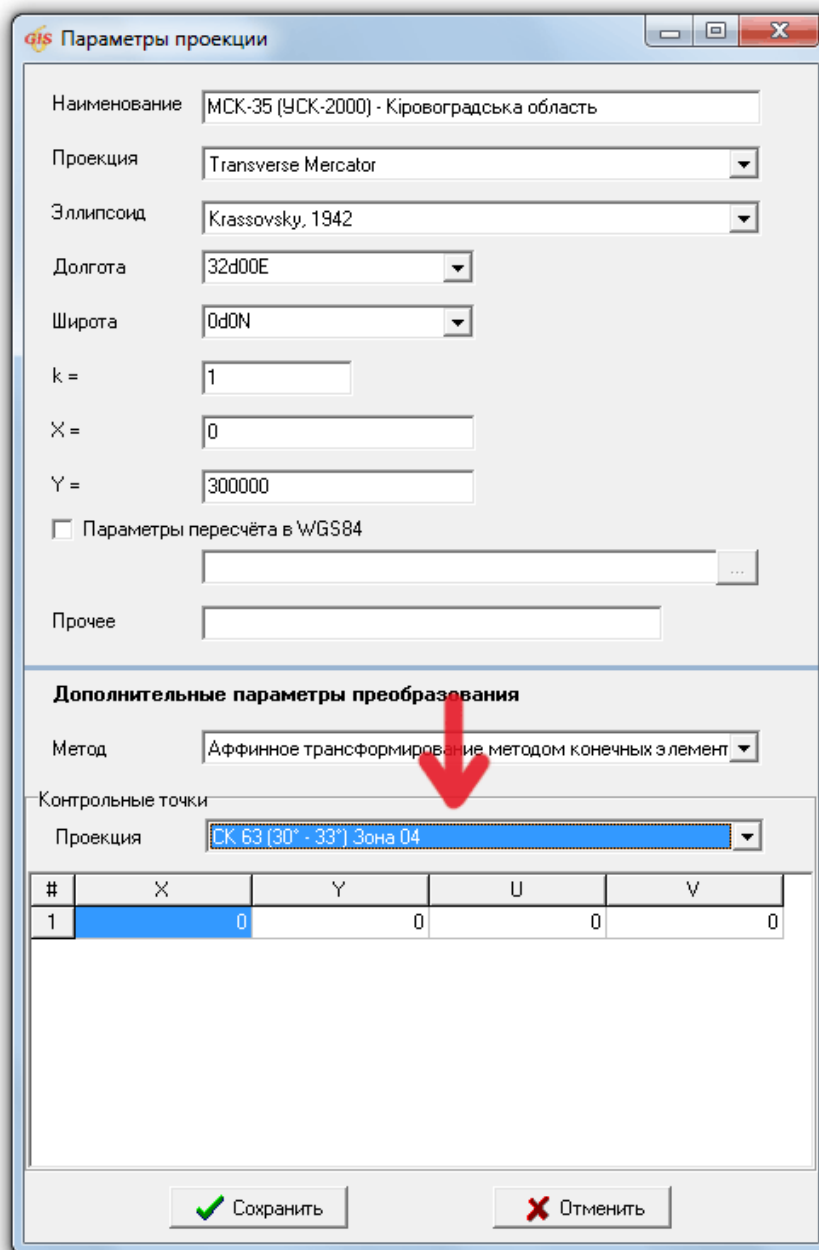 GIS Параметры проекции
Наименование МСК-35 (УСК-2000) - Кіровоградська область
Проекция Transverse Mercator
Эллипсоид Krassovsky, 1942
Долгота 32d00E
Широта 0d0N
k = 1
X = 0
Y = 300000
Параметры пересчёта в WGS84
...
Прочее
Дополнительные параметры преобразования
Метод Аффинное трансформирование методом конечных элемент
Контрольные точки
Проекция СК 63 (30° - 33°) Зона 04
# X Y U V
1 0 0 0 0
Сохранить Отменить